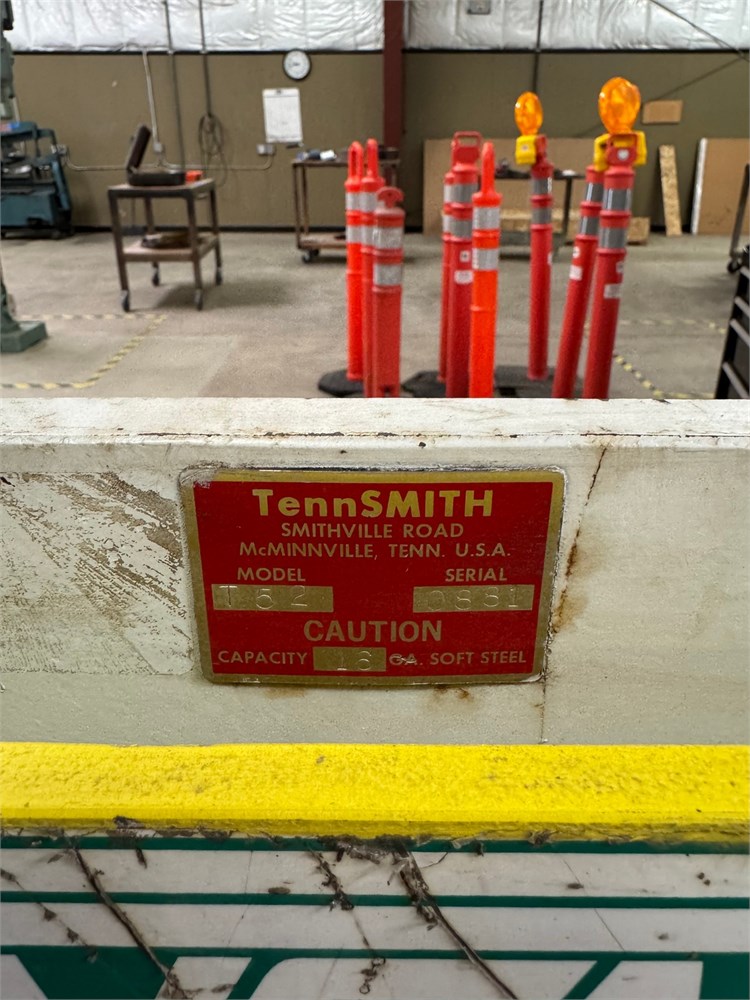 TennSMITH
SMITHVILLE ROAD
McMINNVILLE, TENN. U.S.A.
MODEL SERIAL
T52 0881
CAUTION
CAPACITY 16 GA. SOFT STEEL